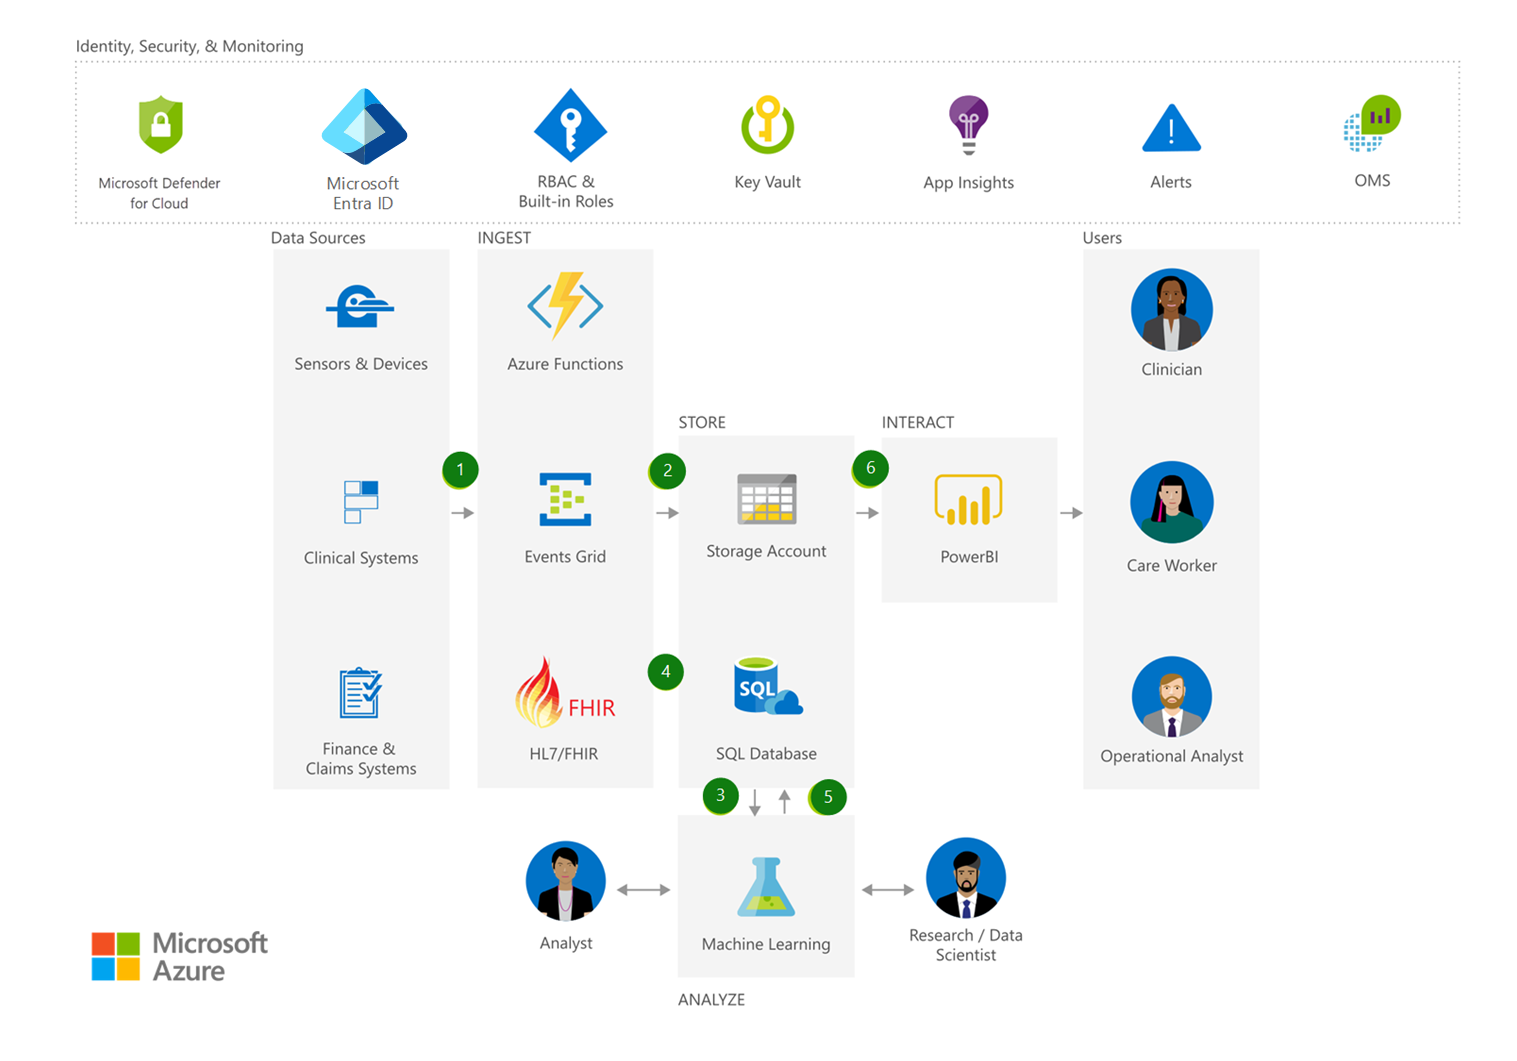 Identity, Security, & Monitoring
Microsoft Defender
for Cloud
Microsoft
Entra ID
RBAC &
Built-in Roles
Key Vault
App Insights
Alerts
OMS
Data Sources
INGEST
Users
Sensors & Devices
Azure Functions
Clinician
STORE
INTERACT
1
2
6
Clinical Systems
Events Grid
Storage Account
PowerBI
Care Worker
4
FHIR
SQL
Finance &
Claims Systems
HL7/FHIR
SQL Database
Operational Analyst
3
5
Analyst
Machine Learning
Research / Data
Scientist
Microsoft
Azure
ANALYZE